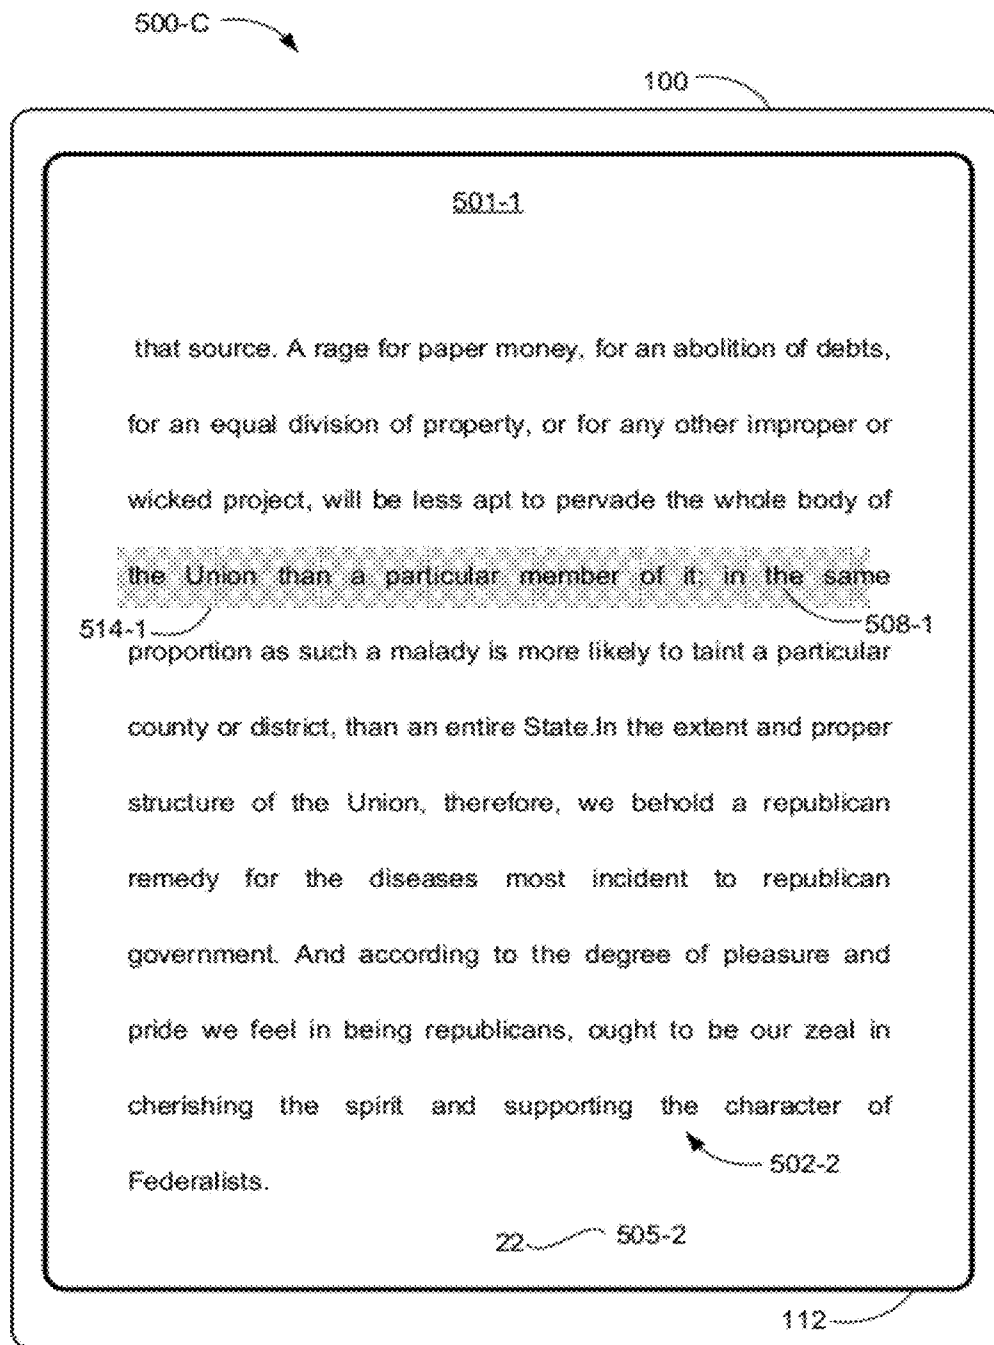 500-C
100
501-1
that source. A rage for paper money, for an abolition of debts,
for an equal division of property, or for any other improper or
wicked project, will be less apt to pervade the whole body of
the Union than a particular member of it; in the same
514-1
508-1
proportion as such a malady is more likely to taint a particular
county or district, than an entire State.In the extent and proper
structure of the Union, therefore, we behold a republican
remedy for the diseases most incident to republican
government. And according to the degree of pleasure and
pride we feel in being republicans, ought to be our zeal in
cherishing the spirit and supporting the character of
502-2
Federalists.
22
505-2
112